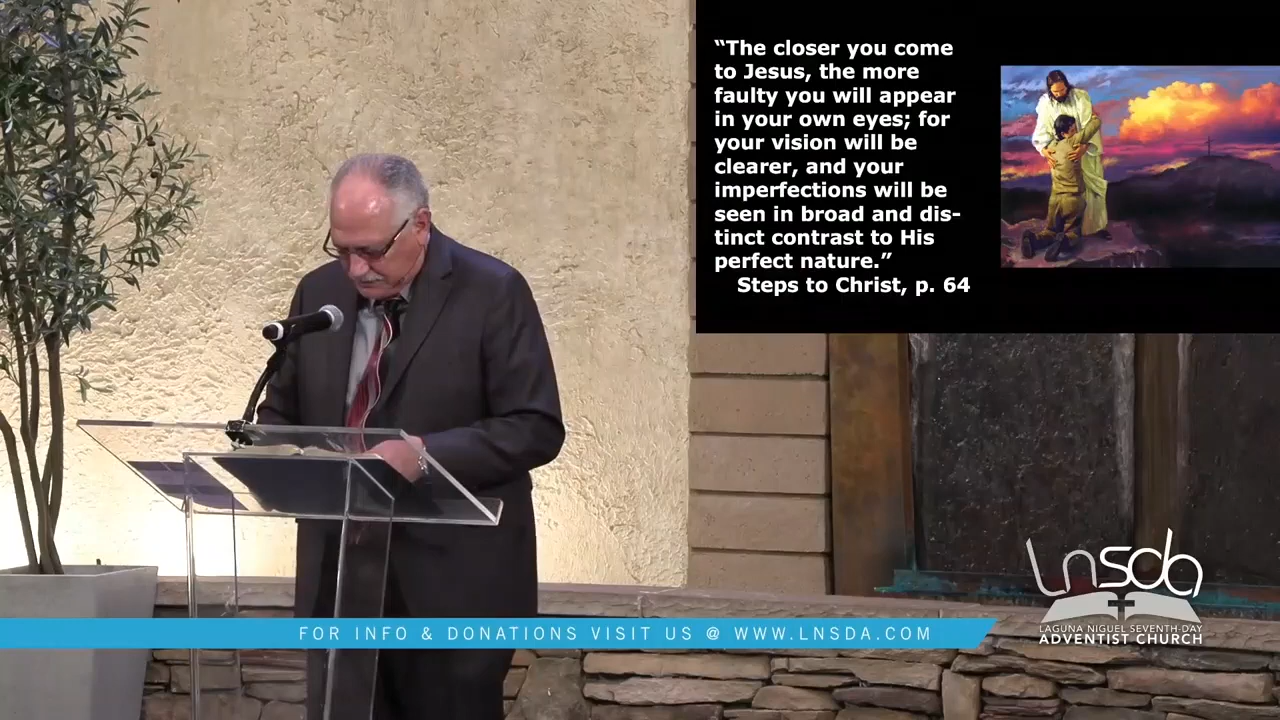 “The closer you come
to Jesus, the more
faulty you will appear
in your own eyes; for
your vision will be
clearer, and your
imperfections will be
seen in broad and dis-
tinct contrast to His
perfect nature.”
Steps to Christ, p. 64
FOR INFO & DONATIONS VISIT US @ WWW.LNSDA.COM
LNSDA
LAGUNA NIGUEL SEVENTH-DAY
ADVENTIST CHURCH